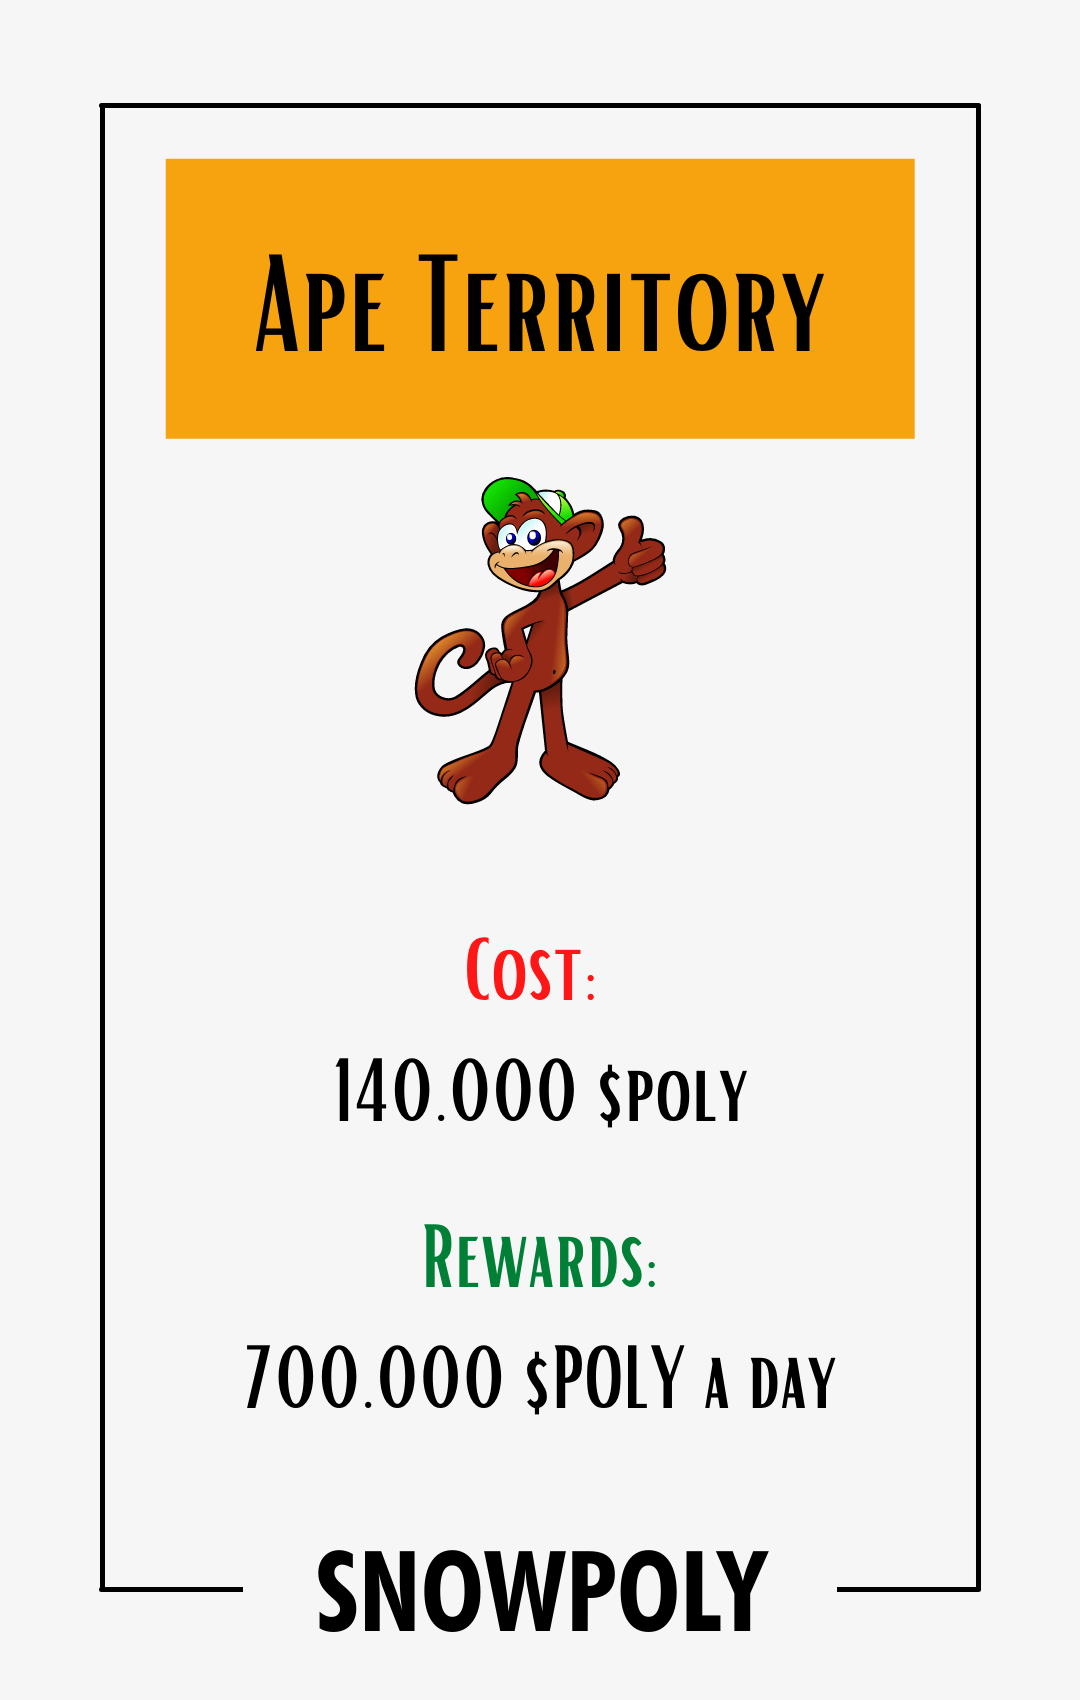 Ape Territory
Cost:
140.000 $poly
Rewards:
700.000 $POLY a day
SNOWPOLY